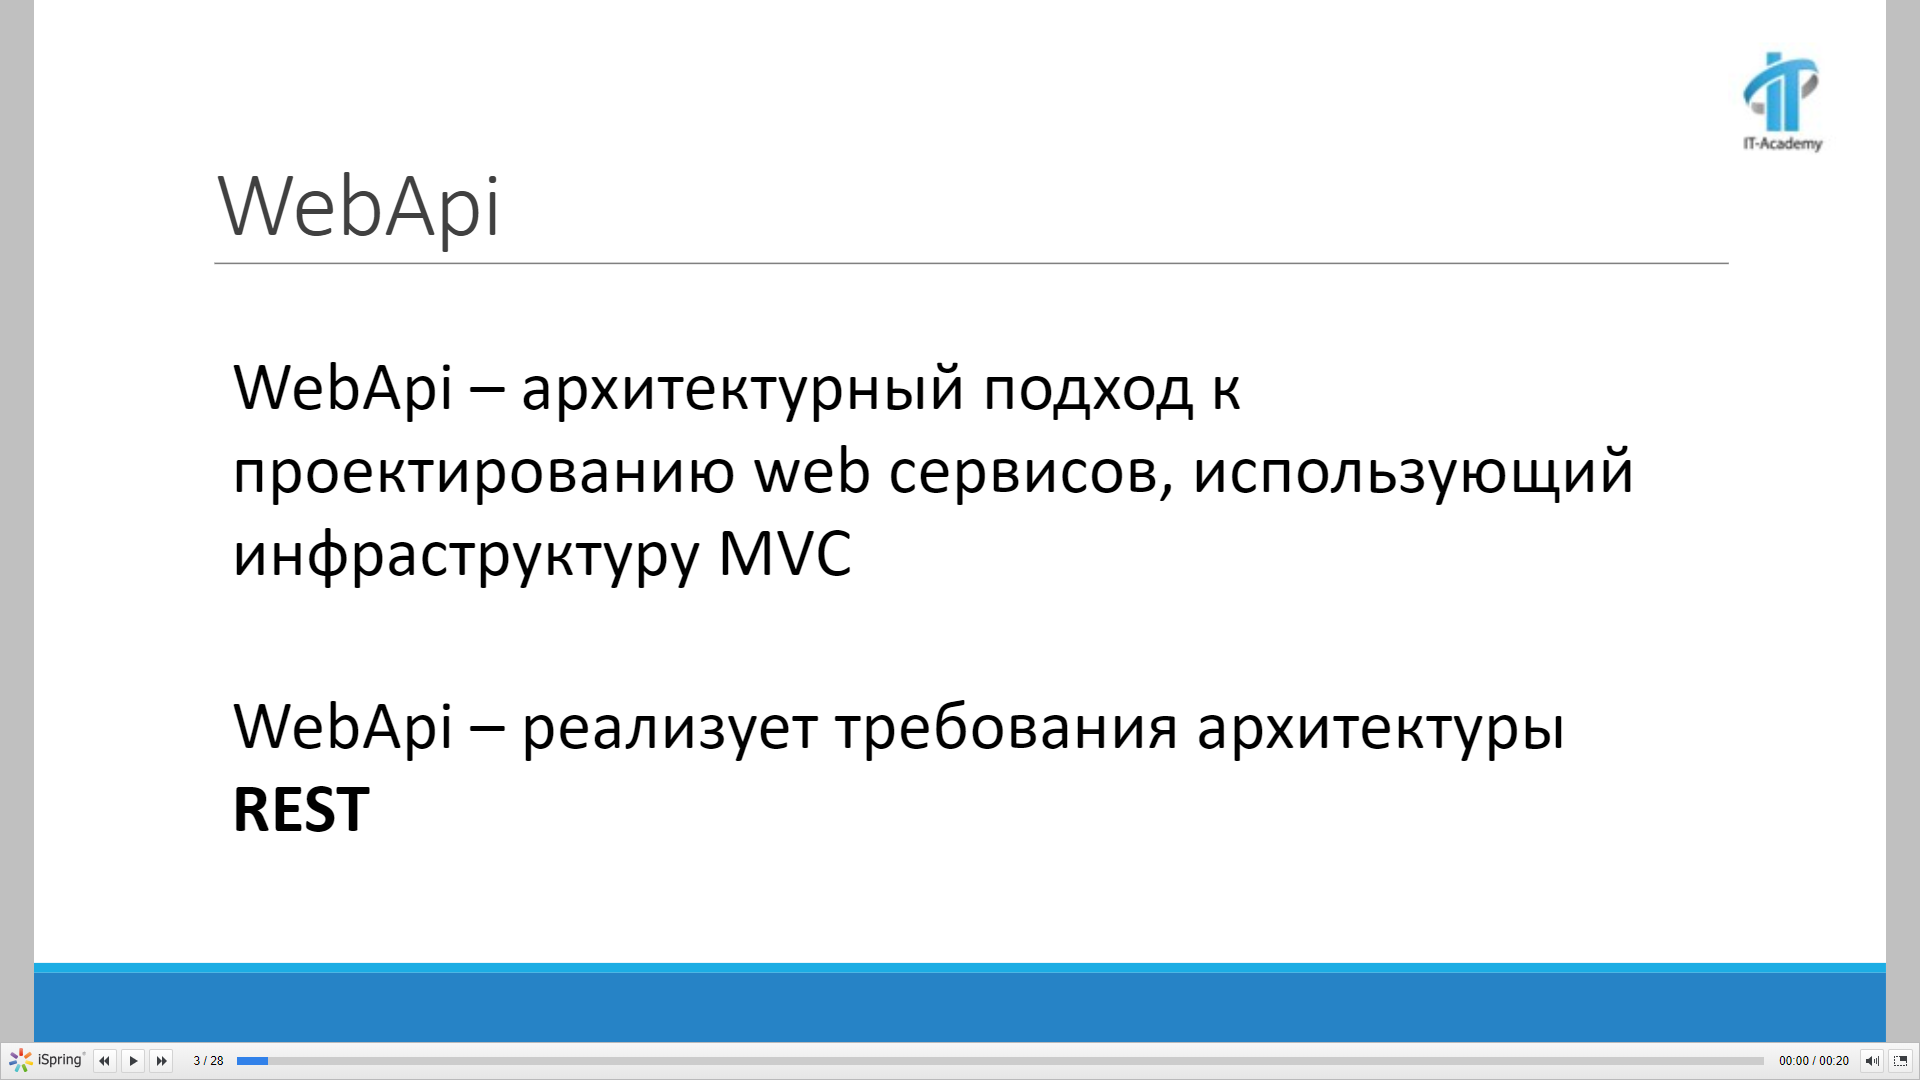 IT-Academy
WebApi
WebApi – архитектурный подход к
проектированию web сервисов, использующий
инфраструктуру MVC
WebApi – реализует требования архитектуры
REST
iSpring
3 / 28
00:00 / 00:20